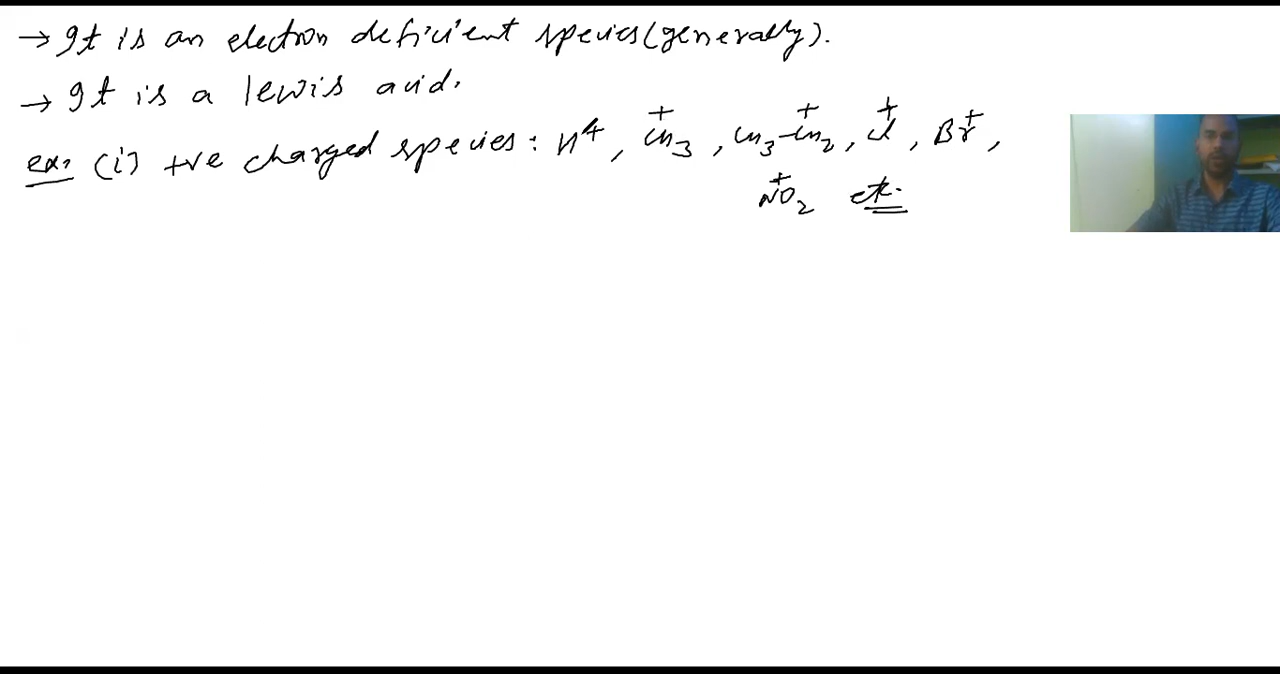 → It is an electron deficient species (generally).
→ It is a lewis acid.
ex: (i) +ve charged species : H⁺, C⁺H₃, CH₃-C⁺H₂, Cl⁺, Br⁺,
N⁺O₂ etc.